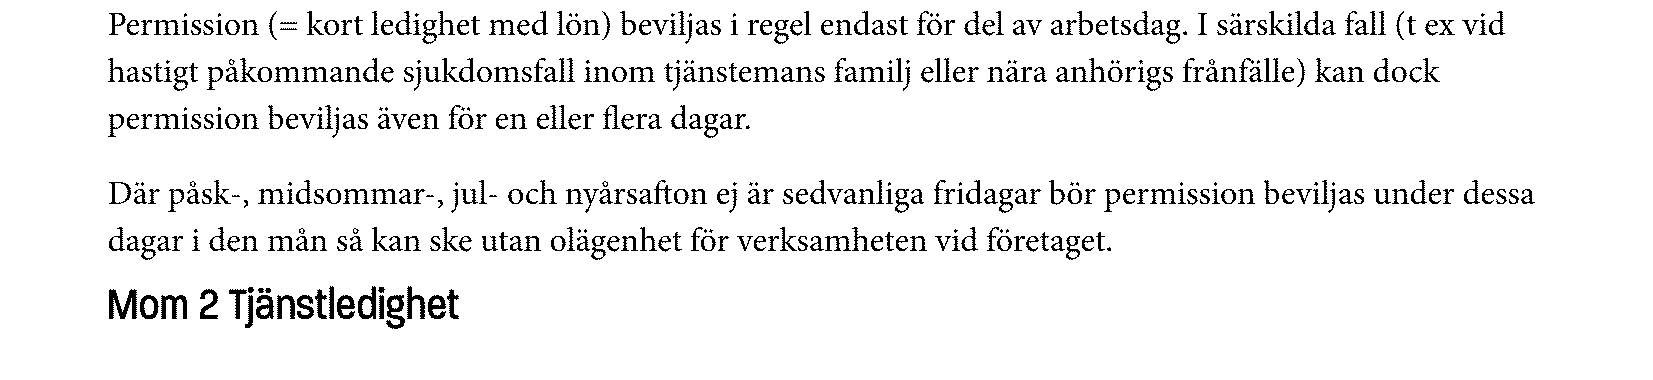 Permission (= kort ledighet med lön) beviljas i regel endast för del av arbetsdag. I särskilda fall (t ex vid
hastigt påkommande sjukdomsfall inom tjänstemans familj eller nära anhörigs frånfälle) kan dock
permission beviljas även för en eller flera dagar.
Där påsk-, midsommar-, jul- och nyårsafton ej är sedvanliga fridagar bör permission beviljas under dessa
dagar i den mån så kan ske utan olägenhet för verksamheten vid företaget.
Mom 2 Tjänstledighet